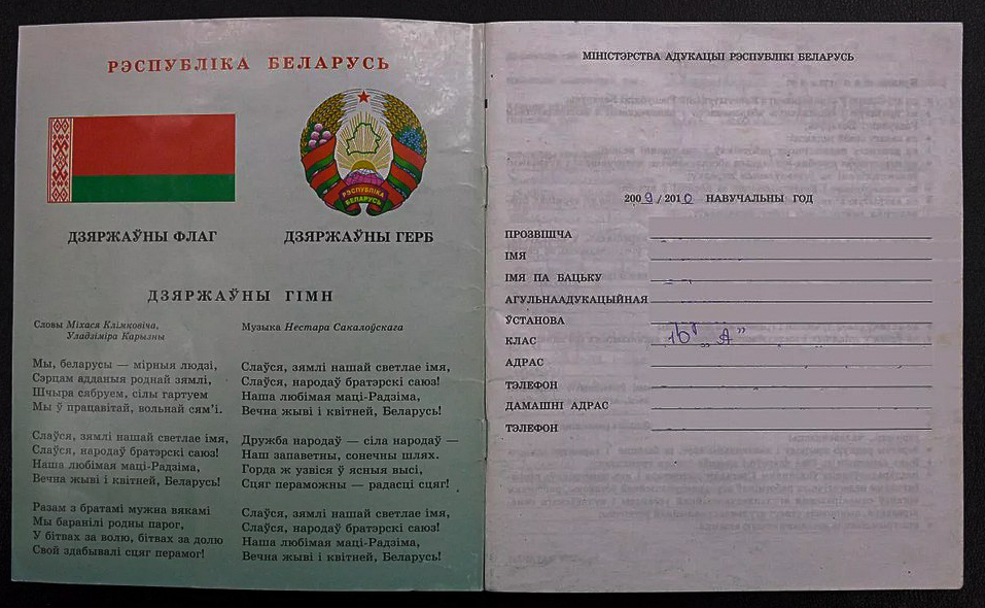 РЭСПУБЛІКА БЕЛАРУСЬ
РЭСПУБЛІКА
БЕЛАРУСЬ
ДЗЯРЖАЎНЫ ФЛАГ
ДЗЯРЖАЎНЫ ГЕРБ
ДЗЯРЖАЎНЫ ГІМН
Словы Міхася Клімковіча,
Уладзіміра Карызны
Музыка Нестара Сакалоўскага
Мы, беларусы — мірныя людзі,
Сэрцам адданыя роднай зямлі,
Шчыра сябруем, сілы гартуем
Мы ў працавітай, вольнай сям'і.
Слаўся, зямлі нашай светлае імя,
Слаўся, народаў братэрскі саюз!
Наша любімая маці-Радзіма,
Вечна жыві і квітней, Беларусь!
Разам з братамі мужна вякамі
Мы баранілі родны парог,
У бітвах за волю, бітвах за долю
Свой здабывалі сцяг перамог!
Слаўся, зямлі нашай светлае імя,
Слаўся, народаў братэрскі саюз!
Наша любімая маці-Радзіма,
Вечна жыві і квітней, Беларусь!
Дружба народаў — сіла народаў —
Наш запаветны, сонечны шлях.
Горда ж узвіся ў ясныя высі,
Сцяг пераможны — радасці сцяг!
Слаўся, зямлі нашай светлае імя,
Слаўся, народаў братэрскі саюз!
Наша любімая маці-Радзіма,
Вечна жыві і квітней, Беларусь!
МІНІСТЭРСТВА АДУКАЦЫІ РЭСПУБЛІКІ БЕЛАРУСЬ
2009/2010 НАВУЧАЛЬНЫ ГОД
ПРОЗВІШЧА
ІМЯ
ІМЯ ПА БАЦЬКУ
АГУЛЬНААДУКАЦЫЙНАЯ
ЎСТАНОВА
КЛАС „А”
АДРАС
ТЭЛЕФОН
ДАМАШНІ АДРАС
ТЭЛЕФОН